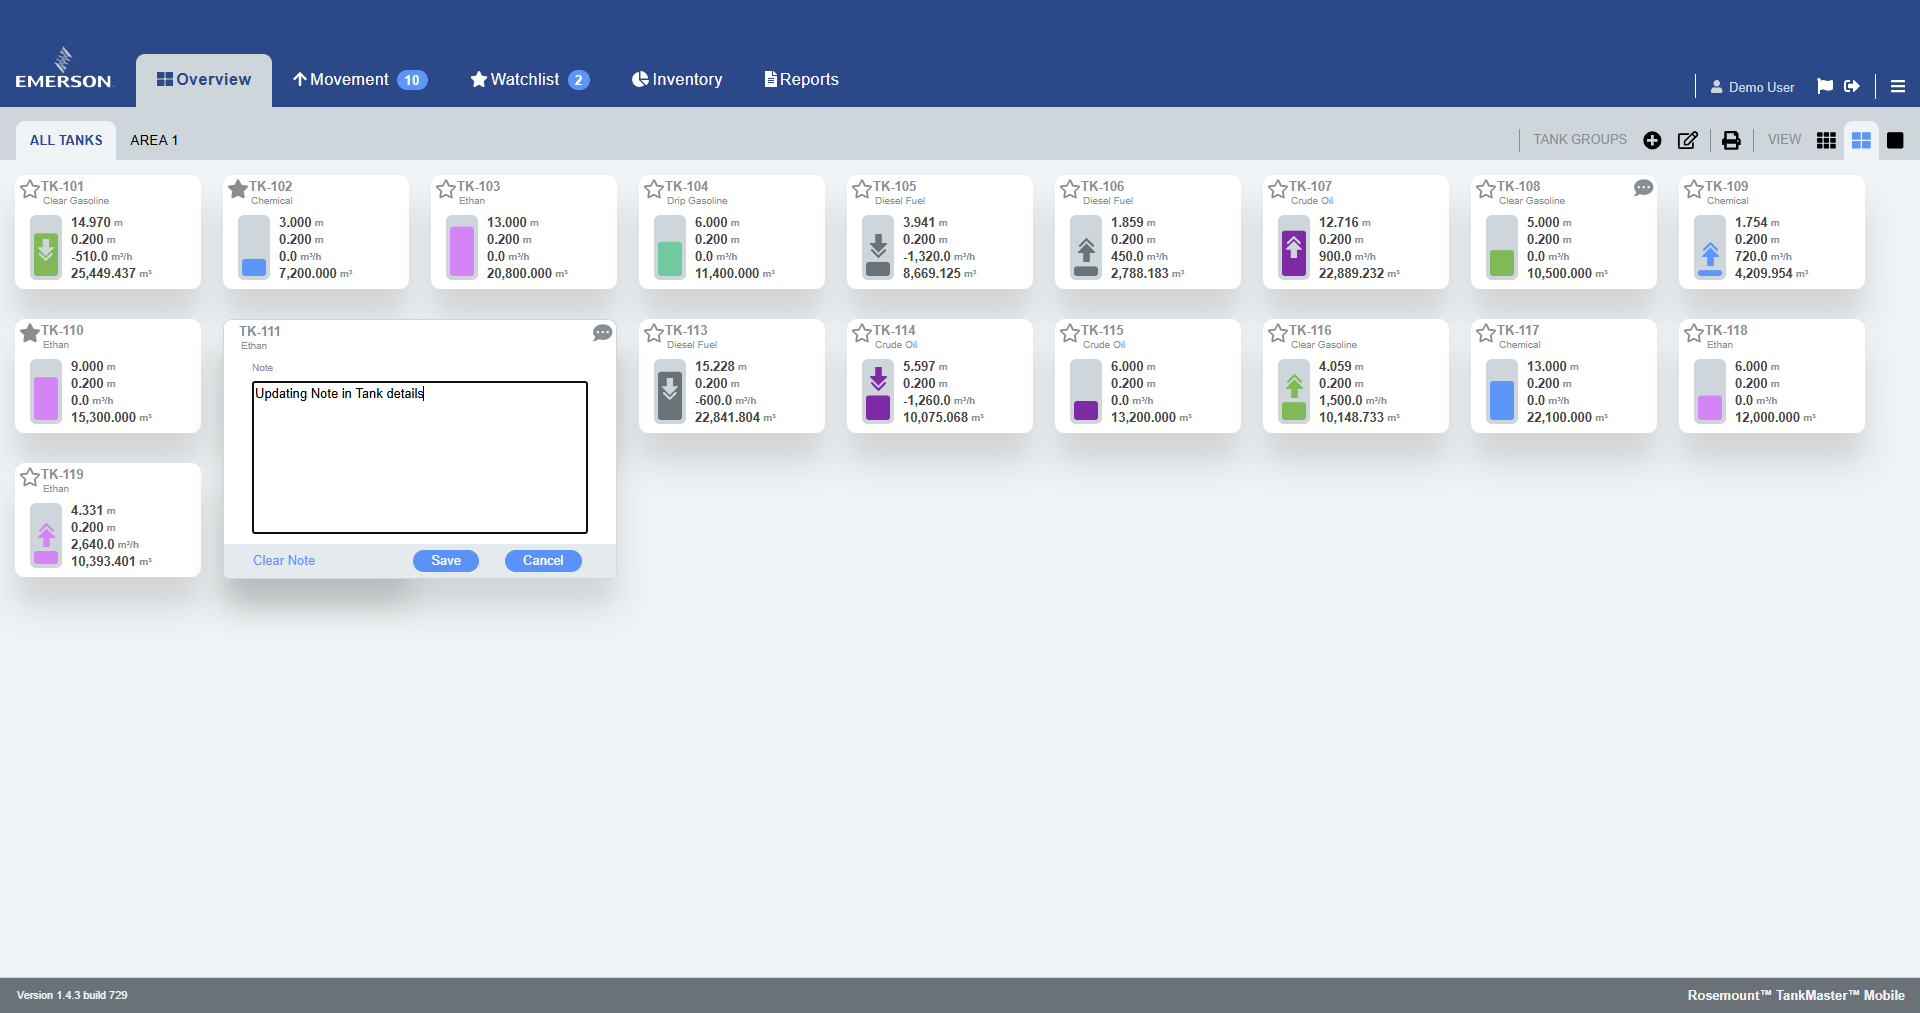 EMERSON
Overview
Movement 10
Watchlist 2
Inventory
Reports
Demo User
ALL TANKS
AREA 1
TANK GROUPS
VIEW
TK-101
Clear Gasoline
14.970 m
0.200 m
-510.0 m³/h
25,449.437 m³
TK-102
Chemical
3.000 m
0.200 m
0.0 m³/h
7,200.000 m³
TK-103
Ethan
13.000 m
0.200 m
0.0 m³/h
20,800.000 m³
TK-104
Drip Gasoline
6.000 m
0.200 m
0.0 m³/h
11,400.000 m³
TK-105
Diesel Fuel
3.941 m
0.200 m
-1,320.0 m³/h
8,669.125 m³
TK-106
Diesel Fuel
1.859 m
0.200 m
450.0 m³/h
2,788.183 m³
TK-107
Crude Oil
12.716 m
0.200 m
900.0 m³/h
22,889.232 m³
TK-108
Clear Gasoline
5.000 m
0.200 m
0.0 m³/h
10,500.000 m³
TK-109
Chemical
1.754 m
0.200 m
720.0 m³/h
4,209.954 m³
TK-110
Ethan
9.000 m
0.200 m
0.0 m³/h
15,300.000 m³
TK-111
Ethan
Note
Updating Note in Tank details
Clear Note
Save
Cancel
TK-113
Diesel Fuel
15.228 m
0.200 m
-600.0 m³/h
22,841.804 m³
TK-114
Crude Oil
5.597 m
0.200 m
-1,260.0 m³/h
10,075.068 m³
TK-115
Crude Oil
6.000 m
0.200 m
0.0 m³/h
13,200.000 m³
TK-116
Clear Gasoline
4.059 m
0.200 m
1,500.0 m³/h
10,148.733 m³
TK-117
Chemical
13.000 m
0.200 m
0.0 m³/h
22,100.000 m³
TK-118
Ethan
6.000 m
0.200 m
0.0 m³/h
12,000.000 m³
TK-119
Ethan
4.331 m
0.200 m
2,640.0 m³/h
10,393.401 m³
Version 1.4.3 build 729
Rosemount™ TankMaster™ Mobile